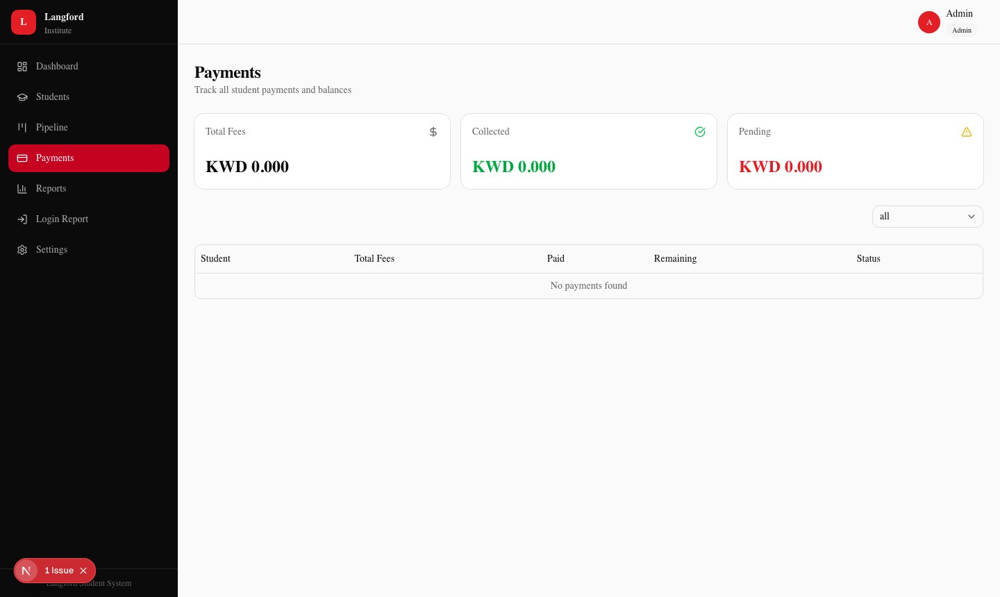 L
Langford
Institute
Dashboard
Students
Pipeline
Payments
Reports
Login Report
Settings
N
1 Issue
Langford Student System
A
Admin
Admin
Payments
Track all student payments and balances
Total Fees
KWD 0.000
Collected
KWD 0.000
Pending
KWD 0.000
all
Student Total Fees Paid Remaining Status
No payments found